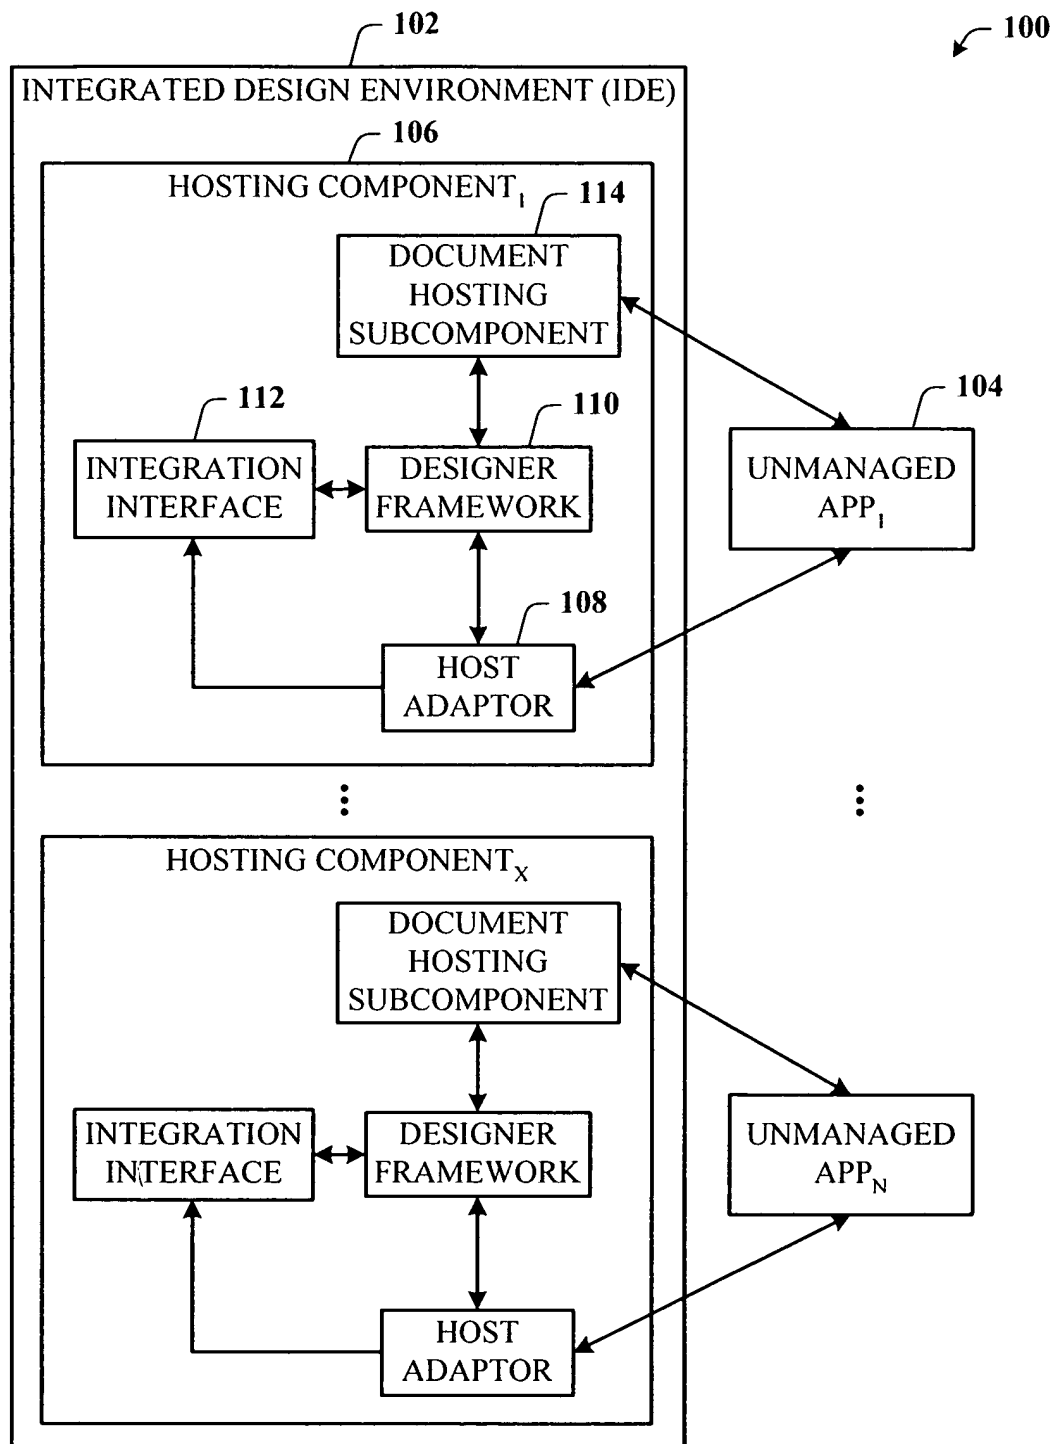 100
102
INTEGRATED DESIGN ENVIRONMENT (IDE)
106
HOSTING COMPONENT₁
114
DOCUMENT
HOSTING
SUBCOMPONENT
112
INTEGRATION
INTERFACE
110
DESIGNER
FRAMEWORK
104
UNMANAGED
APP₁
108
HOST
ADAPTOR
HOSTING COMPONENTX
DOCUMENT
HOSTING
SUBCOMPONENT
INTEGRATION
INTERFACE
DESIGNER
FRAMEWORK
UNMANAGED
APPN
HOST
ADAPTOR